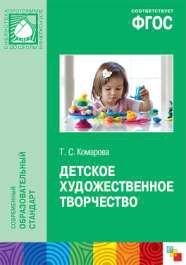 СООТВЕТСТВУЕТ
ФГОС
Т. С. Комарова
ДЕТСКОЕ
ХУДОЖЕСТВЕННОЕ
ТВОРЧЕСТВО
СОВРЕМЕННЫЙ
ОБРАЗОВАТЕЛЬНЫЙ
СТАНДАРТ